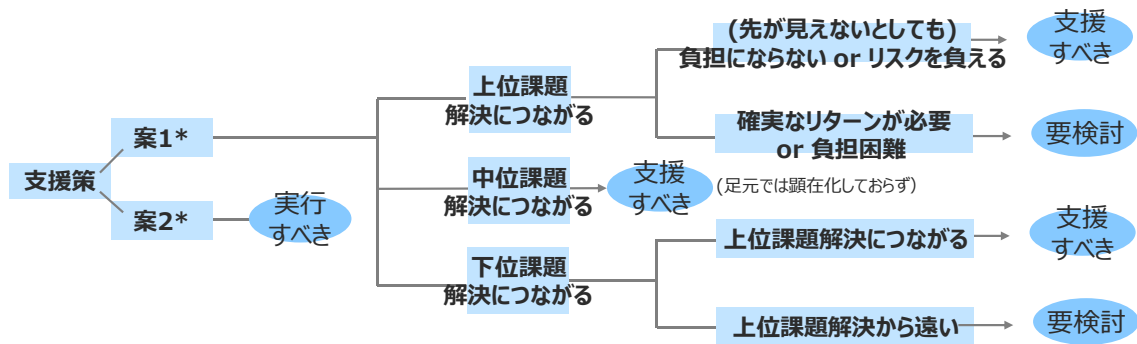 支援策
案1*
案2*
実行
すべき
上位課題
解決につながる
中位課題
解決につながる
下位課題
解決につながる
(先が見えないとしても)
負担にならない or リスクを負える
支援
すべき
確実なリターンが必要
or 負担困難
要検討
支援
すべき
(足元では顕在化しておらず)
上位課題解決につながる
支援
すべき
上位課題解決から遠い
要検討